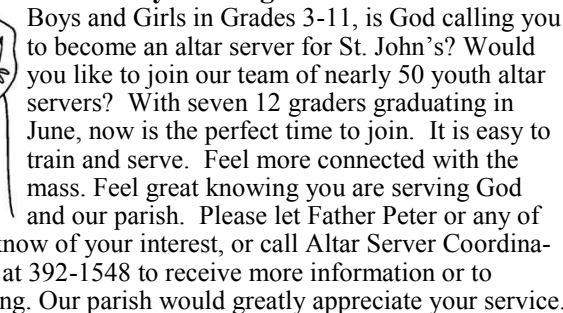 Boys and Girls in Grades 3-11, is God calling you
to become an altar server for St. John's? Would
you like to join our team of nearly 50 youth altar
servers?  With seven 12 graders graduating in
June, now is the perfect time to join.  It is easy to
train and serve.  Feel more connected with the
mass. Feel great knowing you are serving God
and our parish.  Please let Father Peter or any of
know of your interest, or call Altar Server Coordina-
at 392-1548 to receive more information or to
ng. Our parish would greatly appreciate your service.